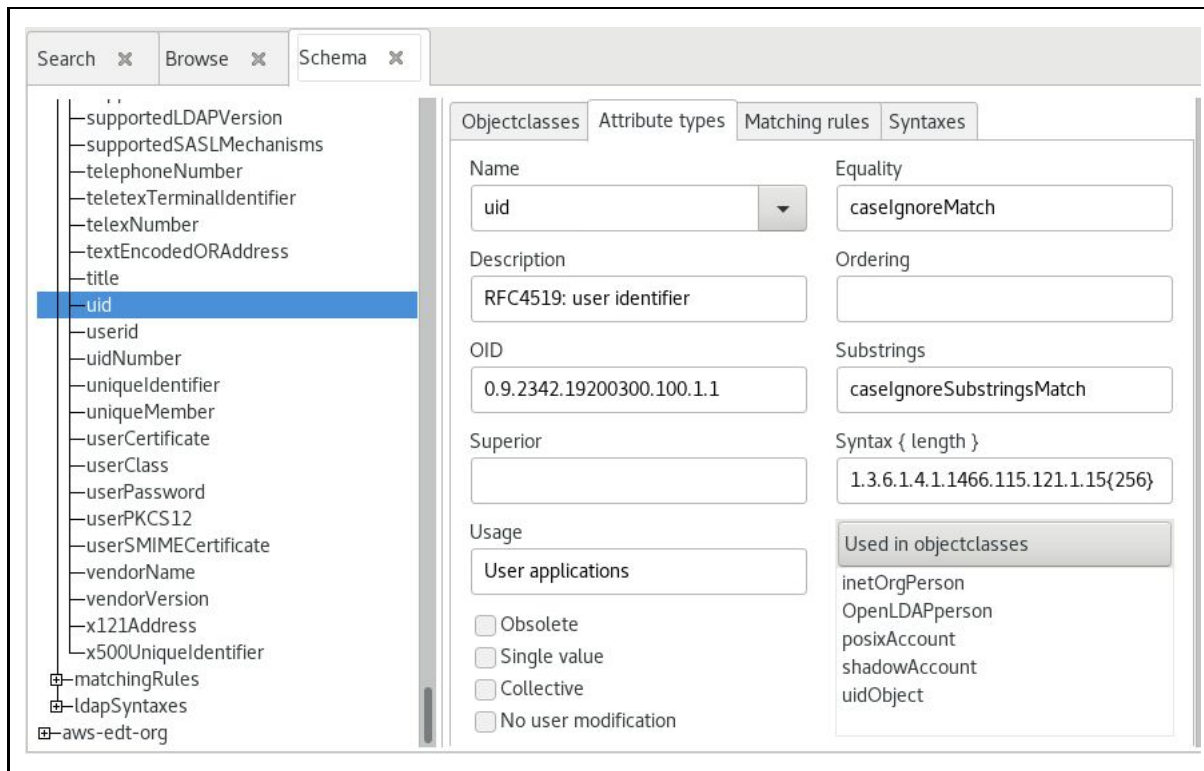 Search
Browse
Schema
supportedLDAPVersion
supportedSASLMechanisms
telephoneNumber
teletexTerminalIdentifier
telexNumber
textEncodedORAddress
title
uid
userid
uidNumber
uniqueIdentifier
uniqueMember
userCertificate
userClass
userPassword
userPKCS12
userSMIMECertificate
vendorName
vendorVersion
x121Address
x500UniqueIdentifier
matchingRules
ldapSyntaxes
aws-edt-org
Objectclasses
Attribute types
Matching rules
Syntaxes
Name
uid
Description
RFC4519: user identifier
OID
0.9.2342.19200300.100.1.1
Superior
Usage
User applications
Obsolete
Single value
Collective
No user modification
Equality
caseIgnoreMatch
Ordering
Substrings
caseIgnoreSubstringsMatch
Syntax { length }
1.3.6.1.4.1.1466.115.121.1.15{256}
Used in objectclasses
inetOrgPerson
OpenLDAPperson
posixAccount
shadowAccount
uidObject